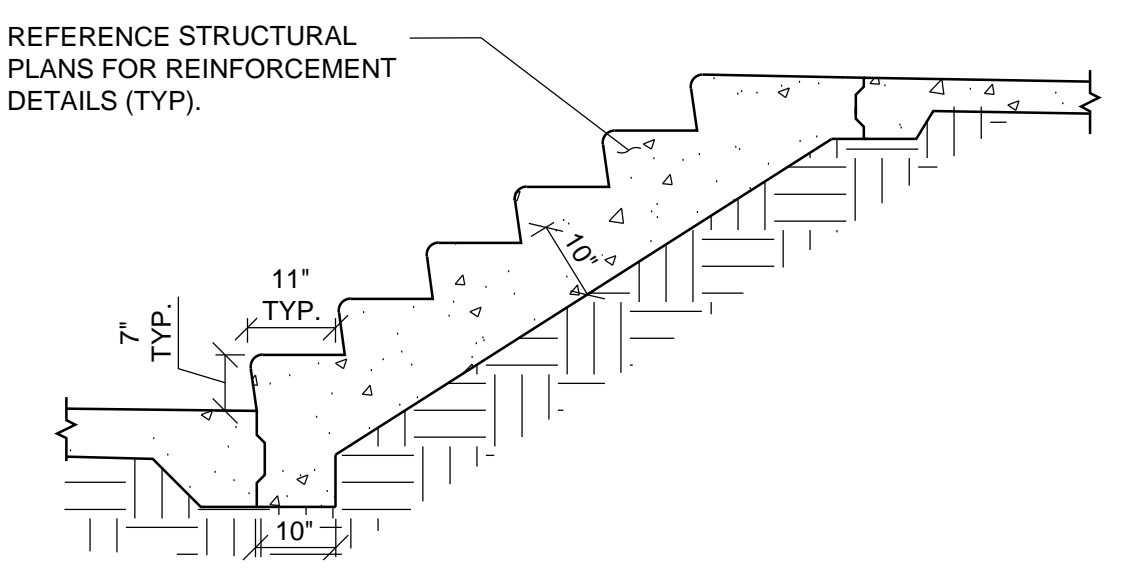 REFERENCE STRUCTURAL
PLANS FOR REINFORCEMENT
DETAILS (TYP).
10"
11"
TYP.
7"
TYP.
10"